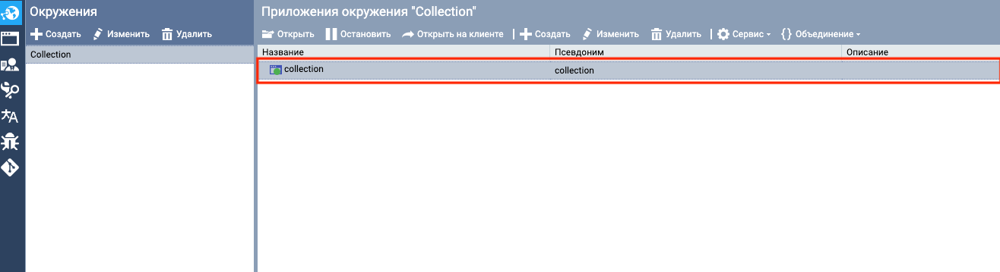 Окружения
Создать Изменить Удалить
Collection
Приложения окружения "Collection"
Открыть Остановить Открыть на клиенте Создать Изменить Удалить Сервис Объединение
Название Псевдоним Описание
collection collection